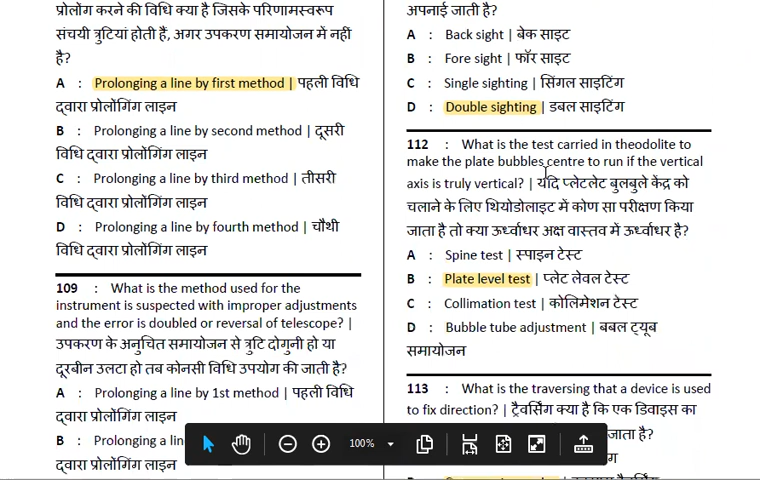 प्रोलोंग करने की विधि क्या है जिसके परिणामस्वरूप
संचयी त्रुटियां होती हैं, अगर उपकरण समायोजन में नहीं
है?
A : Prolonging a line by first method | पहली विधि
द्वारा प्रोलोंगिंग लाइन
B : Prolonging a line by second method | दूसरी
विधि द्वारा प्रोलोंगिंग लाइन
C : Prolonging a line by third method | तीसरी
विधि द्वारा प्रोलोंगिंग लाइन
D : Prolonging a line by fourth method | चौथी
विधि द्वारा प्रोलोंगिंग लाइन
109 : What is the method used for the
instrument is suspected with improper adjustments
and the error is doubled or reversal of telescope? |
उपकरण के अनुचित समायोजन से त्रुटि दोगुनी हो या
दूरबीन उलटा हो तब कोनसी विधि उपयोग की जाती है?
A : Prolonging a line by 1st method | पहली विधि
द्वारा प्रोलोंगिंग लाइन
B : Prolonging a lin
द्वारा प्रोलोंगिंग लाइन
अपनाई जाती है?
A : Back sight | बेक साइट
B : Fore sight | फॉर साइट
C : Single sighting | सिंगल साइटिंग
D : Double sighting | डबल साइटिंग
112 : What is the test carried in theodolite to
make the plate bubbles centre to run if the vertical
axis is truly vertical? | यदि प्लेटलेट बुलबुले केंद्र को
चलाने के लिए थियोडोलाइट में कोण सा परीक्षण किया
जाता है तो क्या ऊर्ध्वाधर अक्ष वास्तव में ऊर्ध्वाधर है?
A : Spine test | स्पाइन टेस्ट
B : Plate level test | प्लेट लेवल टेस्ट
C : Collimation test | कोलिमेशन टेस्ट
D : Bubble tube adjustment | बबल ट्यूब
समायोजन
113 : What is the traversing that a device is used
to fix direction? | ट्रैवर्सिंग क्या है कि एक डिवाइस का
जाता है?
100%